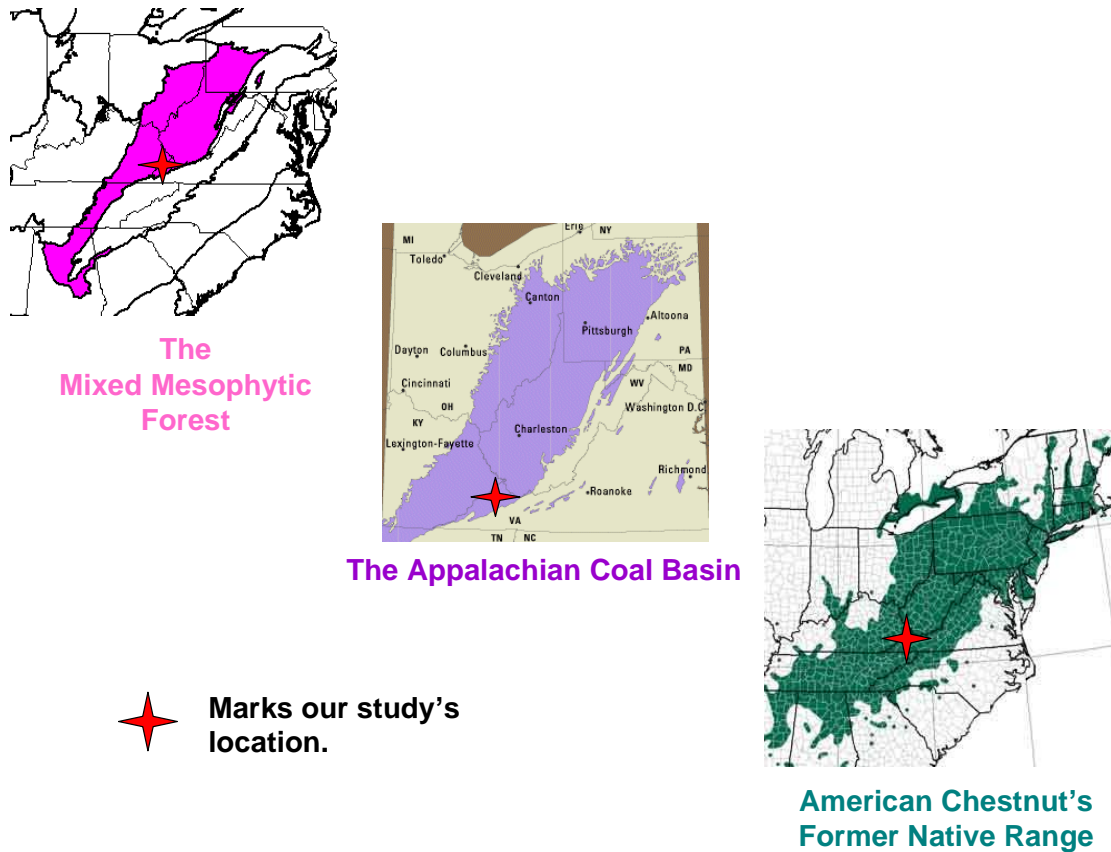 The
Mixed Mesophytic
Forest
Erie
NY
MI
Toledo
Cleveland
Canton
Pittsburgh
Altoona
Dayton
Columbus
PA
MD
Cincinnati
WV
OH
Washington D.C
KY
Charleston
Lexington-Fayette
Richmond
Roanoke
VA
TN NC
The Appalachian Coal Basin
Marks our study’s
location.
American Chestnut’s
Former Native Range